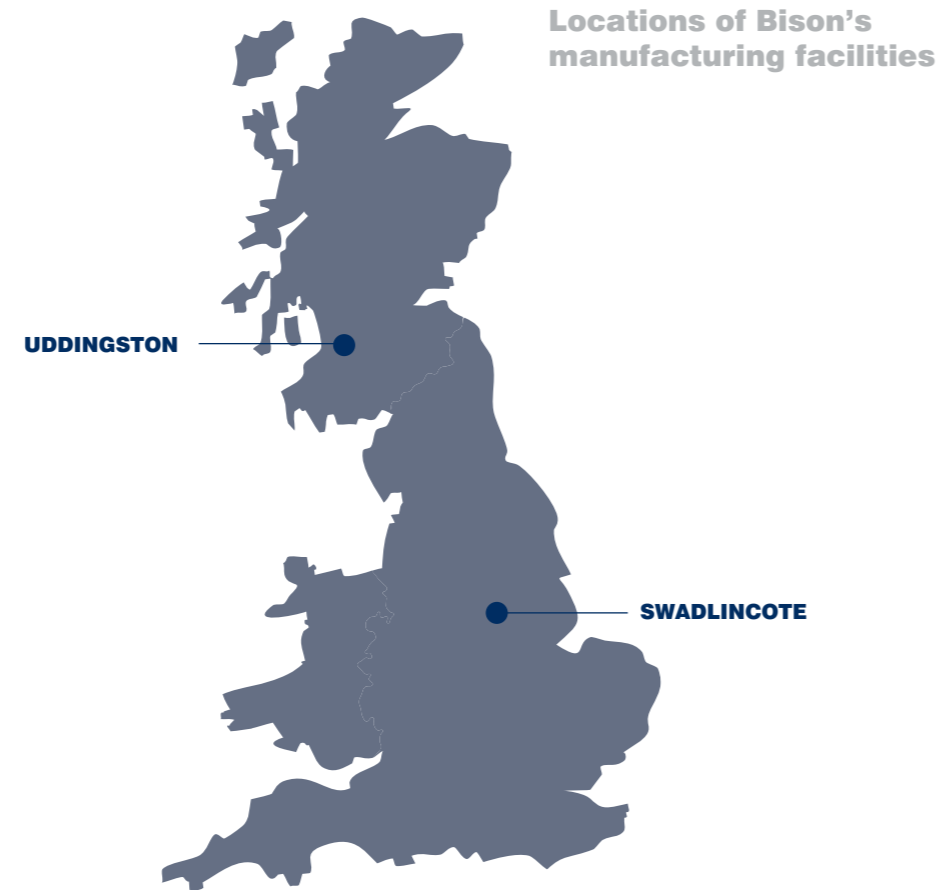 Locations of Bison’s
manufacturing facilities
UDDINGSTON
SWADLINCOTE